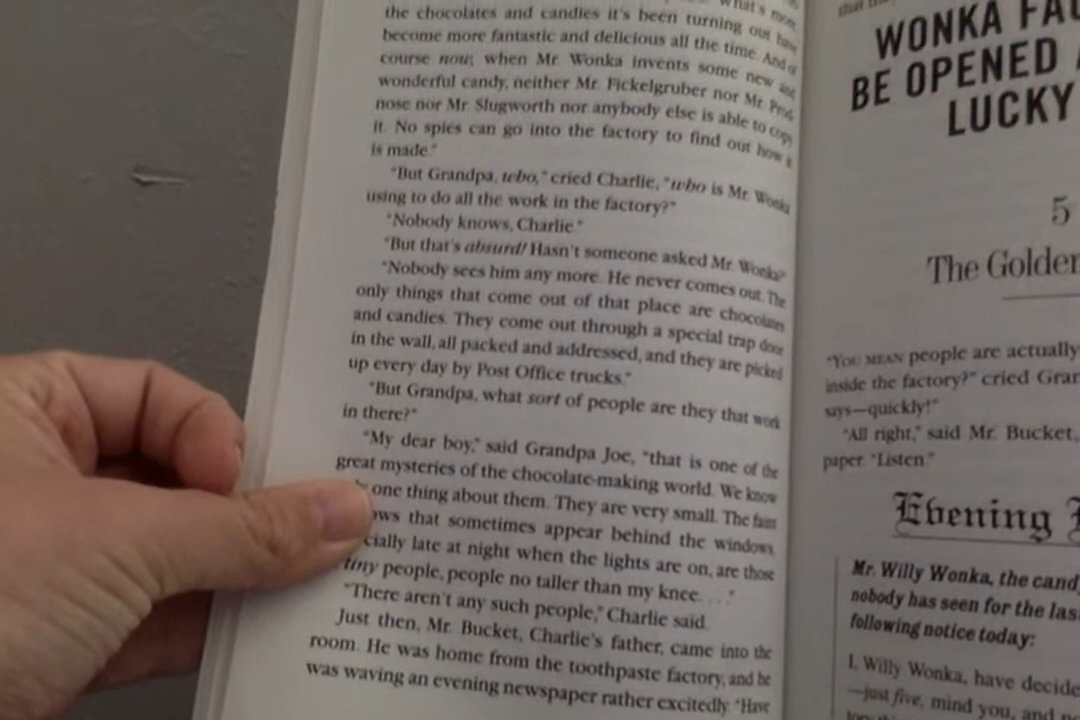 What's more
the chocolates and candies it's been turning out have
become more fantastic and delicious all the time. And of
course now, when Mr. Wonka invents some new and
wonderful candy, neither Mr. Fickelgruber nor Mr. Prod-
nose nor Mr. Slugworth nor anybody else is able to copy
it. No spies can go into the factory to find out how it
is made."
"But Grandpa, who," cried Charlie, "who is Mr. Wonka
using to do all the work in the factory?"
"Nobody knows, Charlie."
"But that's absurd! Hasn't someone asked Mr. Wonka?"
"Nobody sees him any more. He never comes out. The
only things that come out of that place are chocolates
and candies. They come out through a special trap door
in the wall, all packed and addressed, and they are picked
up every day by Post Office trucks."
"But Grandpa, what sort of people are they that work
in there?"
"My dear boy," said Grandpa Joe, "that is one of the
great mysteries of the chocolate-making world. We know
one thing about them. They are very small. The faint
ows that sometimes appear behind the windows,
cially late at night when the lights are on, are those
tiny people, people no taller than my knee. . . ."
"There aren't any such people," Charlie said.
Just then, Mr. Bucket, Charlie's father, came into the
room. He was home from the toothpaste factory, and he
was waving an evening newspaper rather excitedly. "Have
that the
WONKA FAC
BE OPENED A
LUCKY
5
The Golden
"YOU MEAN people are actually
inside the factory?" cried Gran
says—quickly!"
"All right," said Mr. Bucket,
paper. "Listen."
Evening
Mr. Willy Wonka, the candy
nobody has seen for the las
following notice today:
I, Willy Wonka, have decide
—just five, mind you, and no